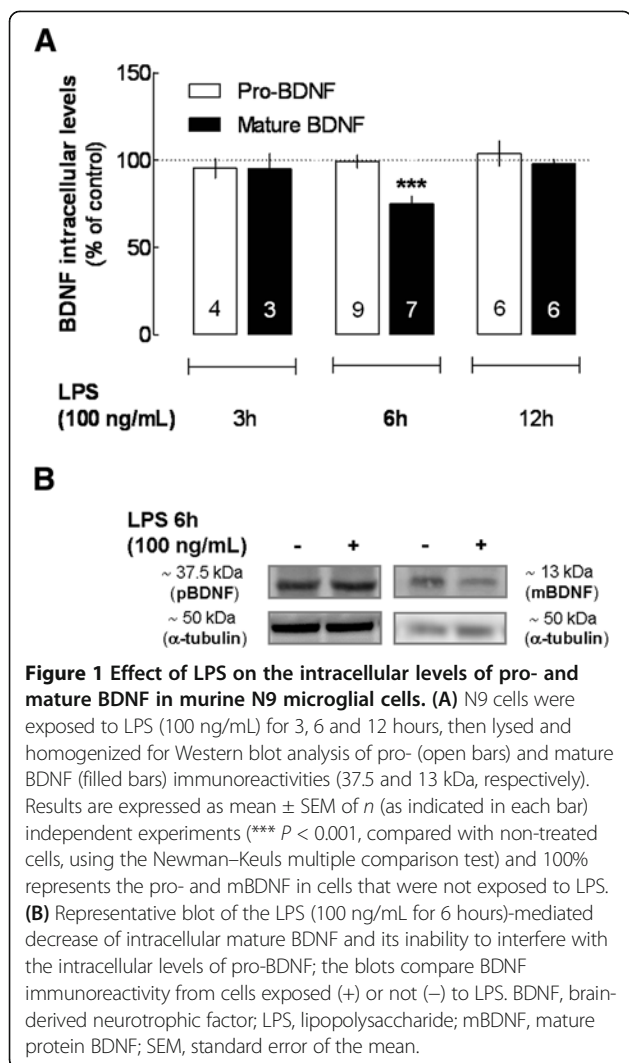 A
150
100
50
0
BDNF intracellular levels
(% of control)
Pro-BDNF
Mature BDNF
***
4 3 9 7 6 6
LPS
(100 ng/mL) 3h 6h 12h
B
LPS 6h
(100 ng/mL) - + - +
~ 37.5 kDa
(pBDNF)
~ 13 kDa
(mBDNF)
~ 50 kDa
(α-tubulin)
~ 50 kDa
(α-tubulin)
Figure 1 Effect of LPS on the intracellular levels of pro- and
mature BDNF in murine N9 microglial cells. (A) N9 cells were
exposed to LPS (100 ng/mL) for 3, 6 and 12 hours, then lysed and
homogenized for Western blot analysis of pro- (open bars) and mature
BDNF (filled bars) immunoreactivities (37.5 and 13 kDa, respectively).
Results are expressed as mean ± SEM of n (as indicated in each bar)
independent experiments (*** P < 0.001, compared with non-treated
cells, using the Newman–Keuls multiple comparison test) and 100%
represents the pro- and mBDNF in cells that were not exposed to LPS.
(B) Representative blot of the LPS (100 ng/mL for 6 hours)-mediated
decrease of intracellular mature BDNF and its inability to interfere with
the intracellular levels of pro-BDNF; the blots compare BDNF
immunoreactivity from cells exposed (+) or not (−) to LPS. BDNF, brain-
derived neurotrophic factor; LPS, lipopolysaccharide; mBDNF, mature
protein BDNF; SEM, standard error of the mean.